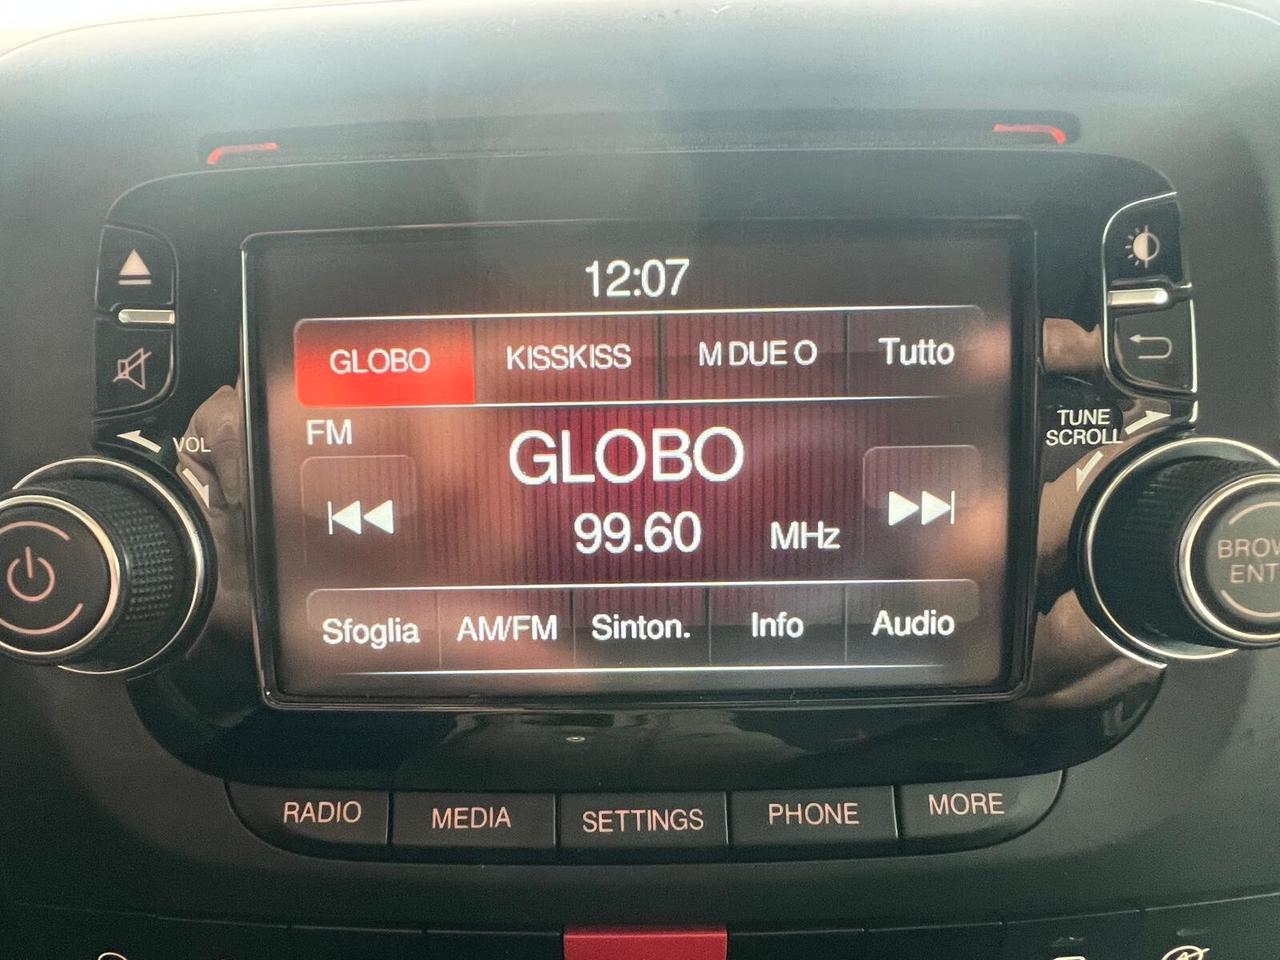 12:07
GLOBO KISSKISS M DUE O Tutto
FM
GLOBO
99.60 MHz
Sfoglia AM/FM Sinton. Info Audio
VOL
TUNE
SCROLL
ENT
RADIO MEDIA SETTINGS PHONE MORE